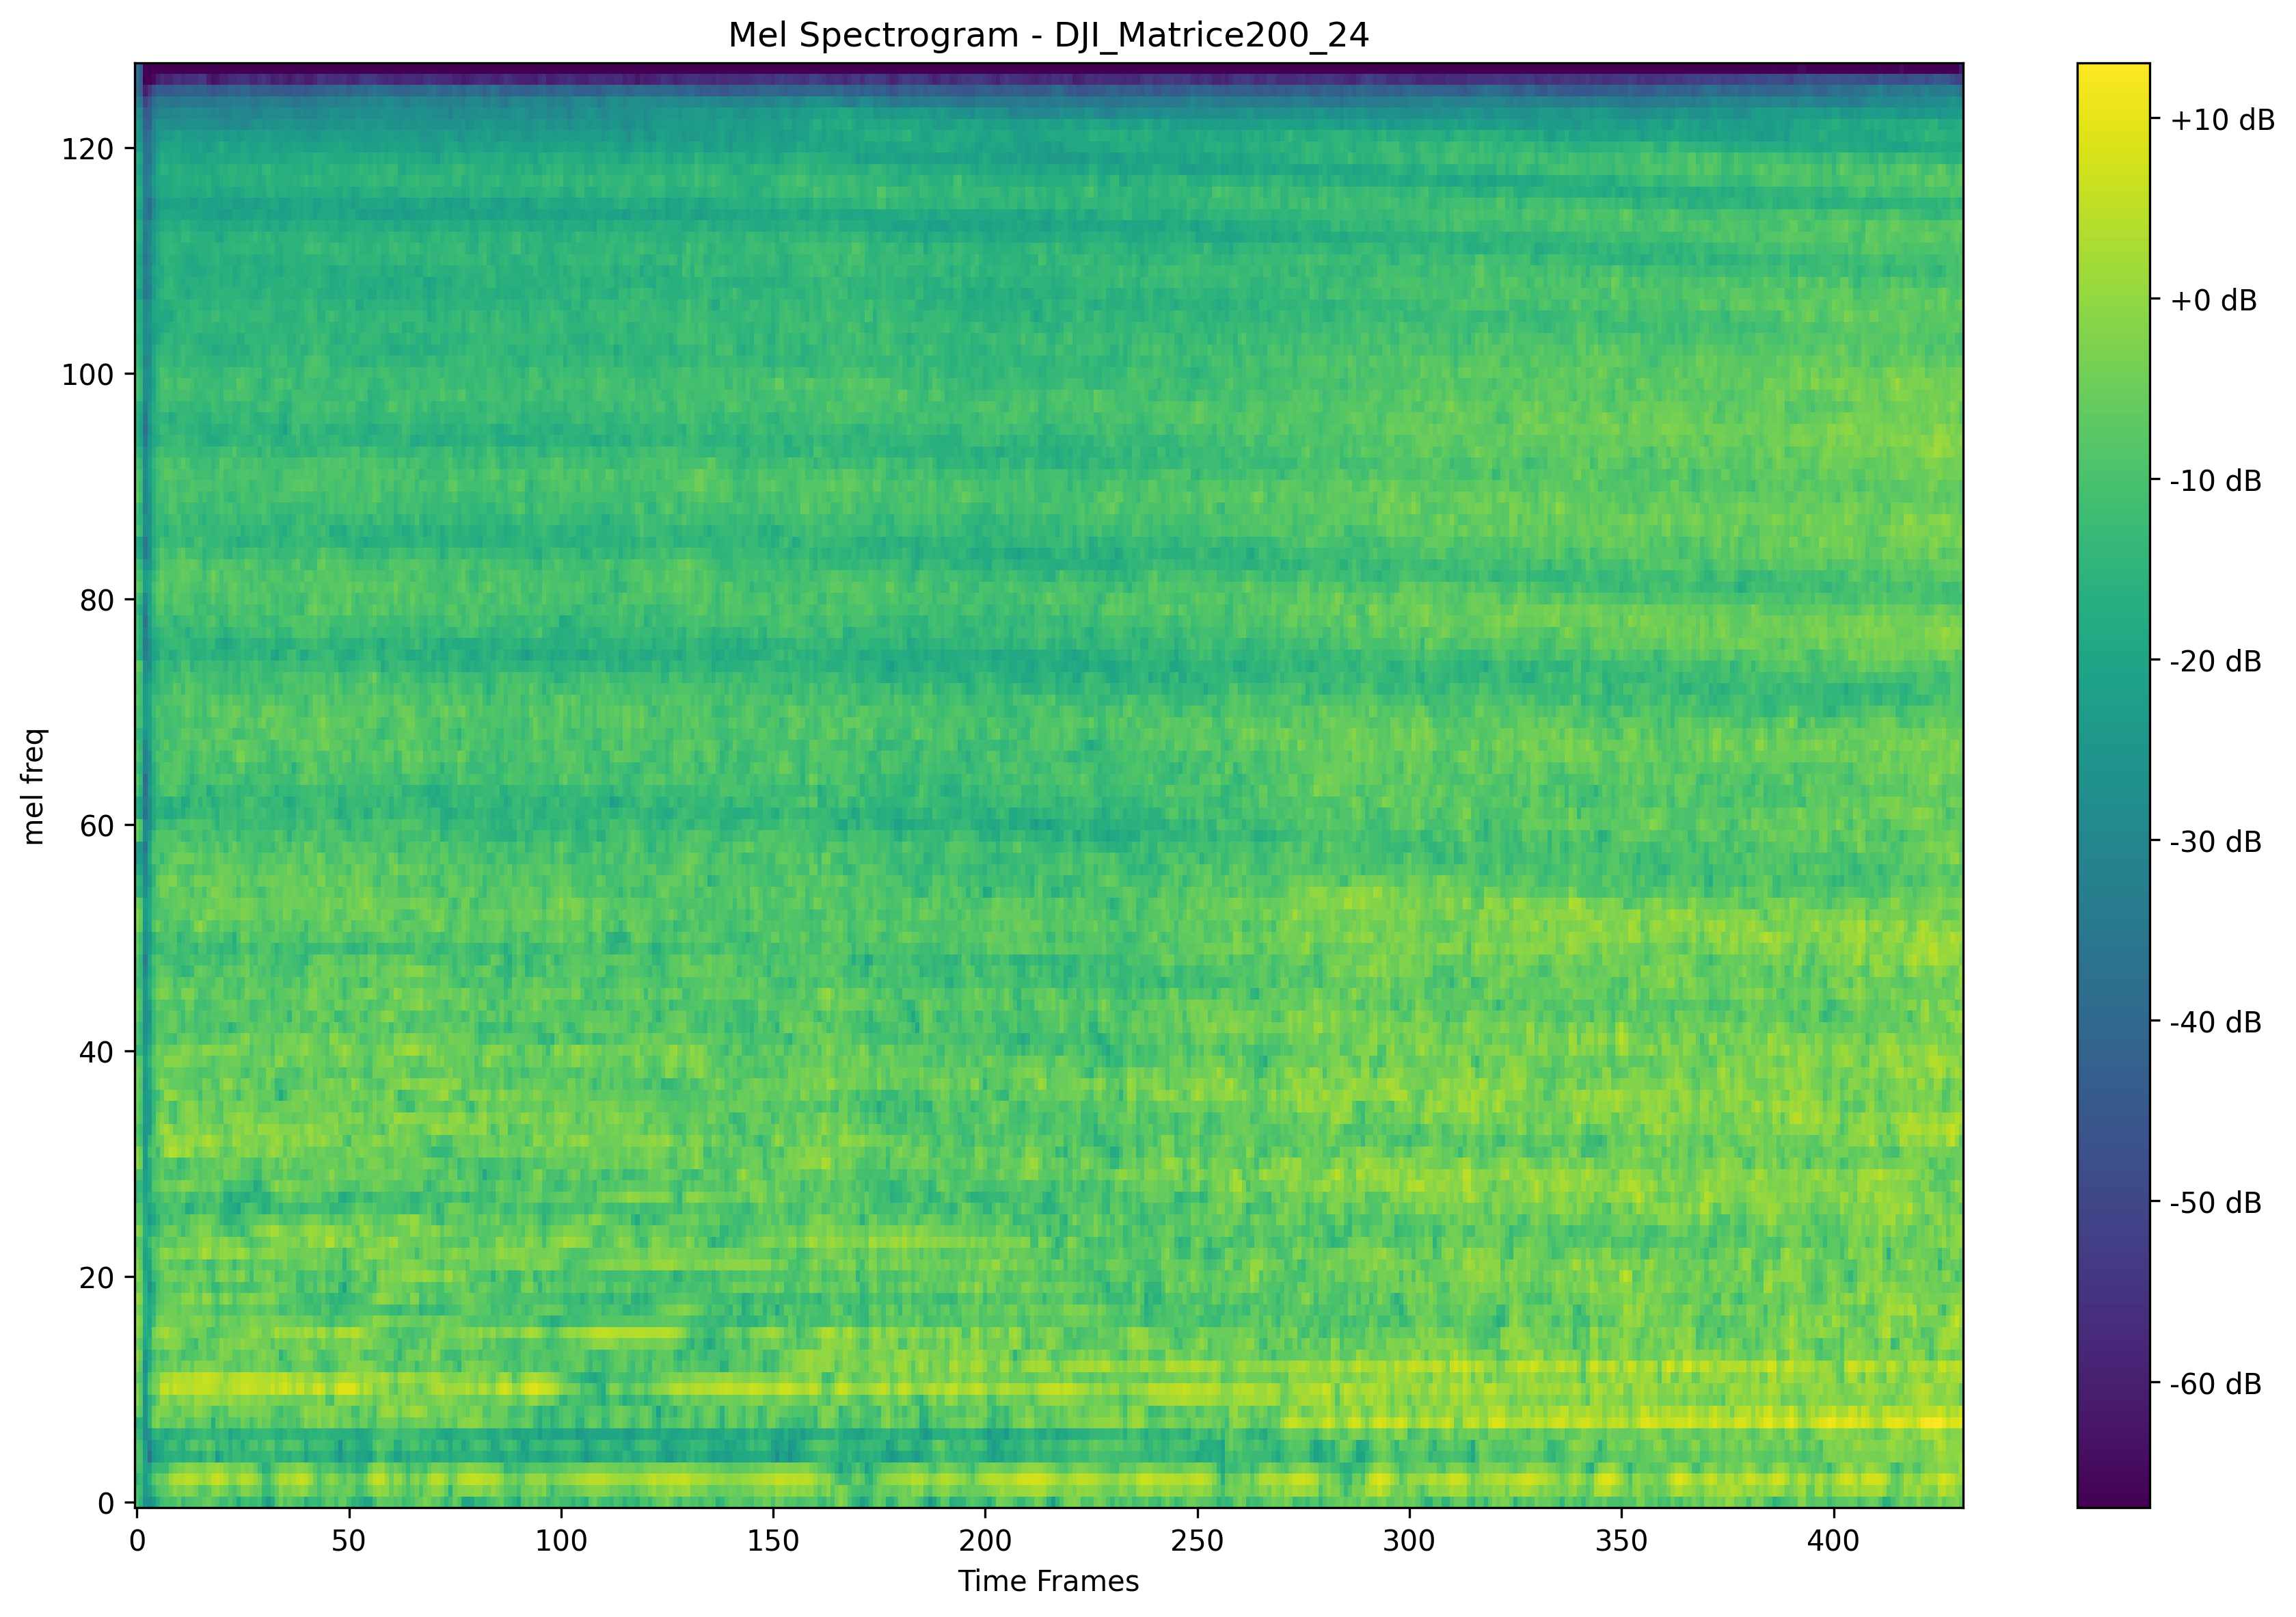 Mel Spectrogram - DJI_Matrice200_24
mel freq
120
100
80
60
40
20
0
0 50 100 150 200 250 300 350 400
Time Frames
+10 dB
+0 dB
-10 dB
-20 dB
-30 dB
-40 dB
-50 dB
-60 dB